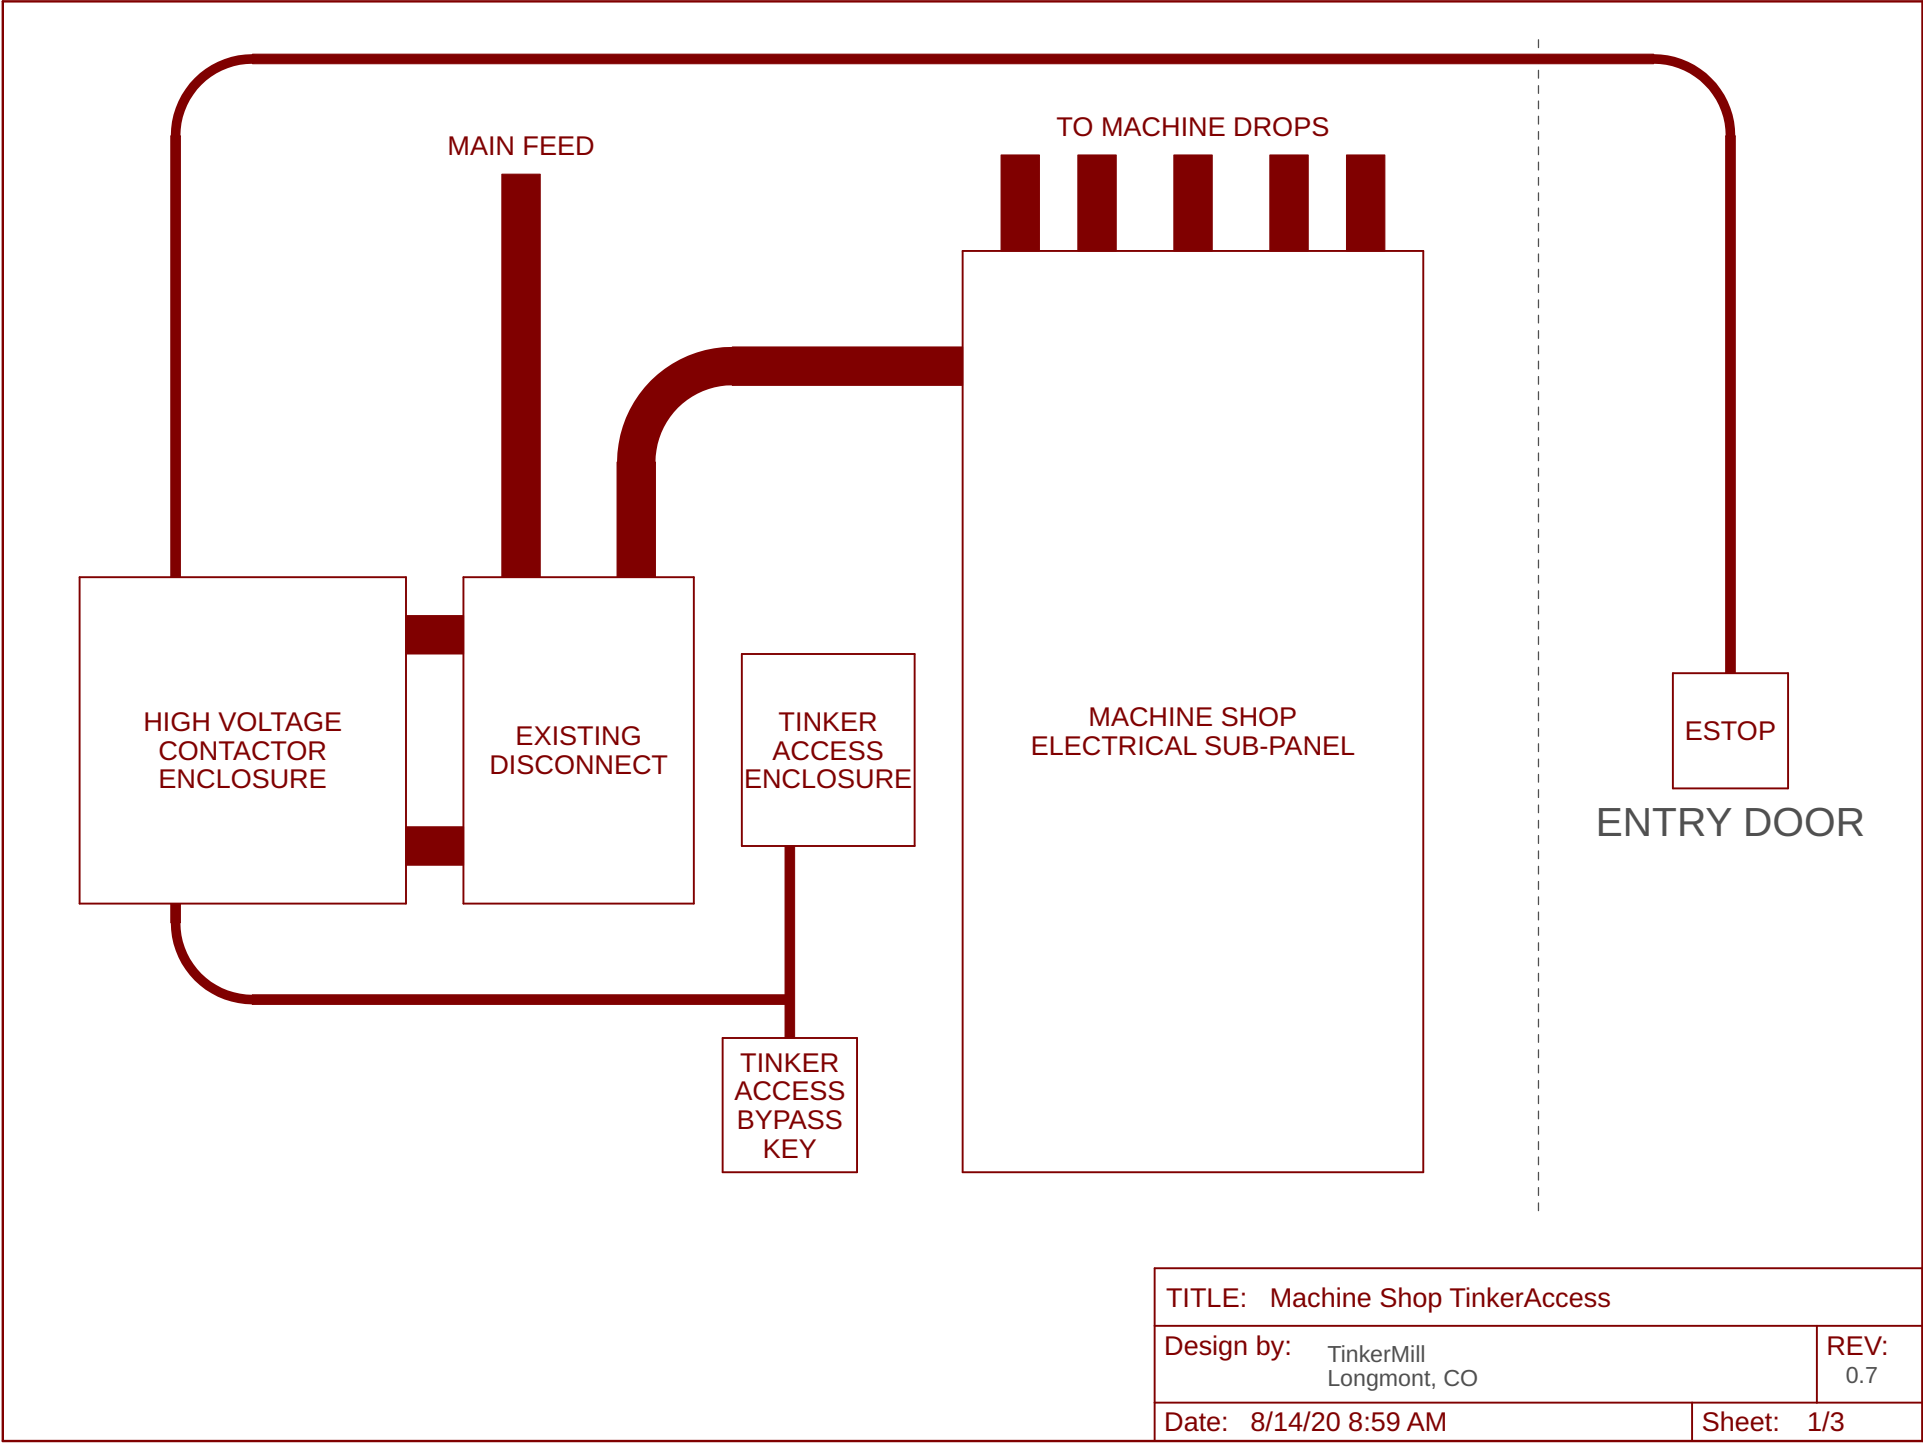 MAIN FEED
TO MACHINE DROPS
HIGH VOLTAGE
CONTACTOR
ENCLOSURE
EXISTING
DISCONNECT
TINKER
ACCESS
ENCLOSURE
MACHINE SHOP
ELECTRICAL SUB-PANEL
ESTOP
ENTRY DOOR
TINKER
ACCESS
BYPASS
KEY
TITLE: Machine Shop TinkerAccess
Design by: TinkerMill
Longmont, CO
REV:
0.7
Date: 8/14/20 8:59 AM
Sheet: 1/3